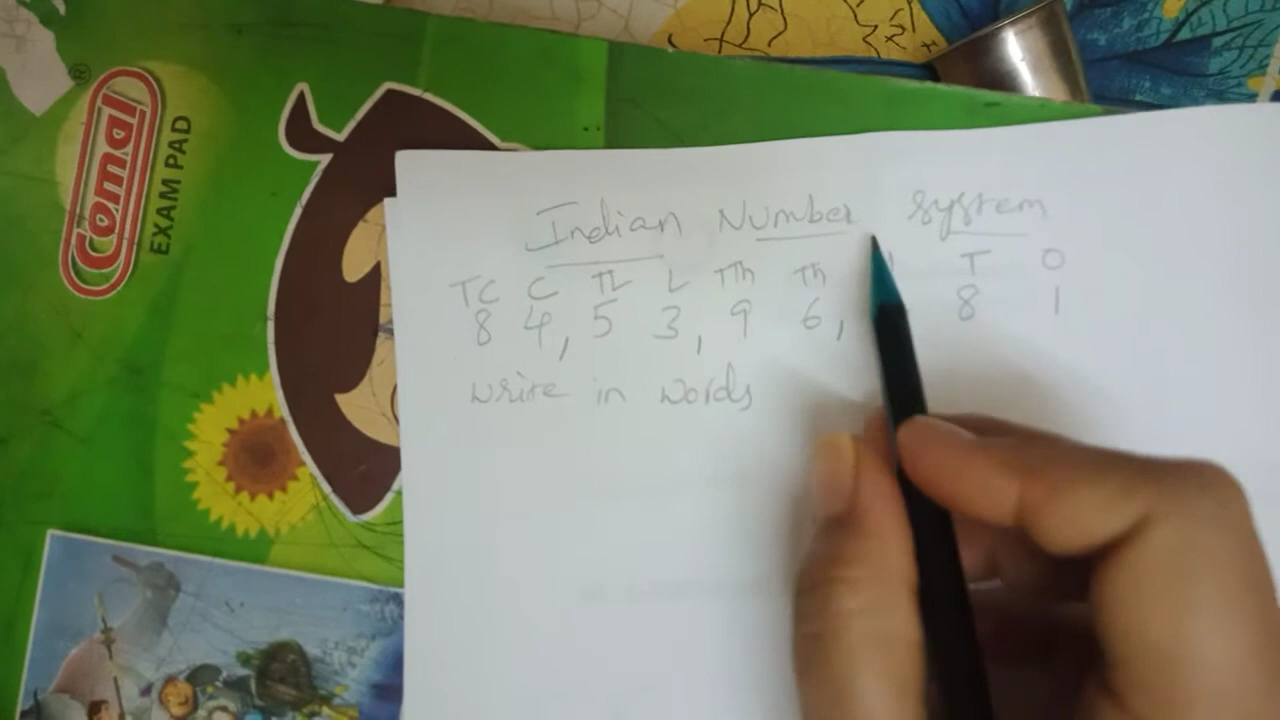 Comal®
EXAM PAD
Indian Number System
TC C TL L TTh Th T O
8 4, 5 3, 9 6, 8 1
write in words